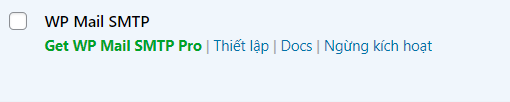 WP Mail SMTP
Get WP Mail SMTP Pro | Thiết lập | Docs | Ngừng kích hoạt